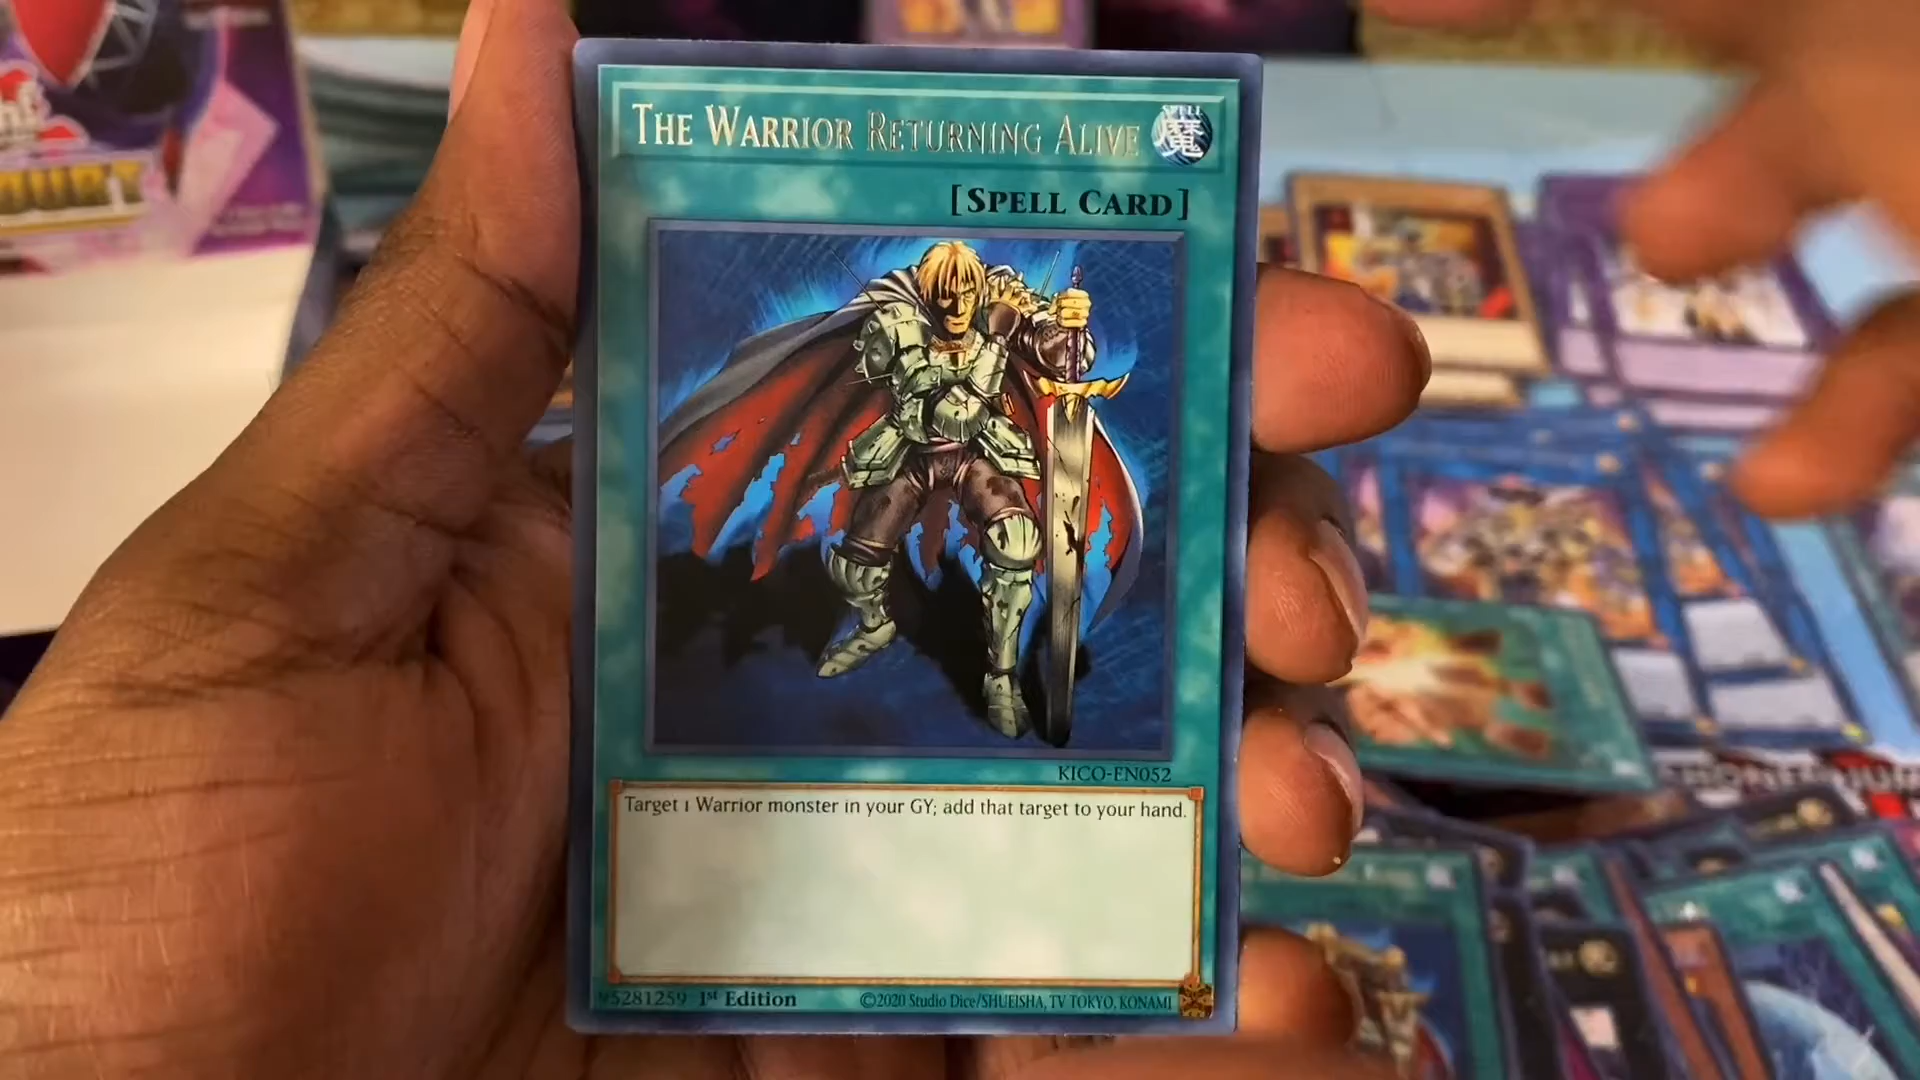 THE WARRIOR RETURNING ALIVE
SPELL
魔
[SPELL CARD]
KICO-EN052
Target 1 Warrior monster in your GY; add that target to your hand.
95281259 1st Edition
©2020 Studio Dice/SHUEISHA, TV TOKYO, KONAMI